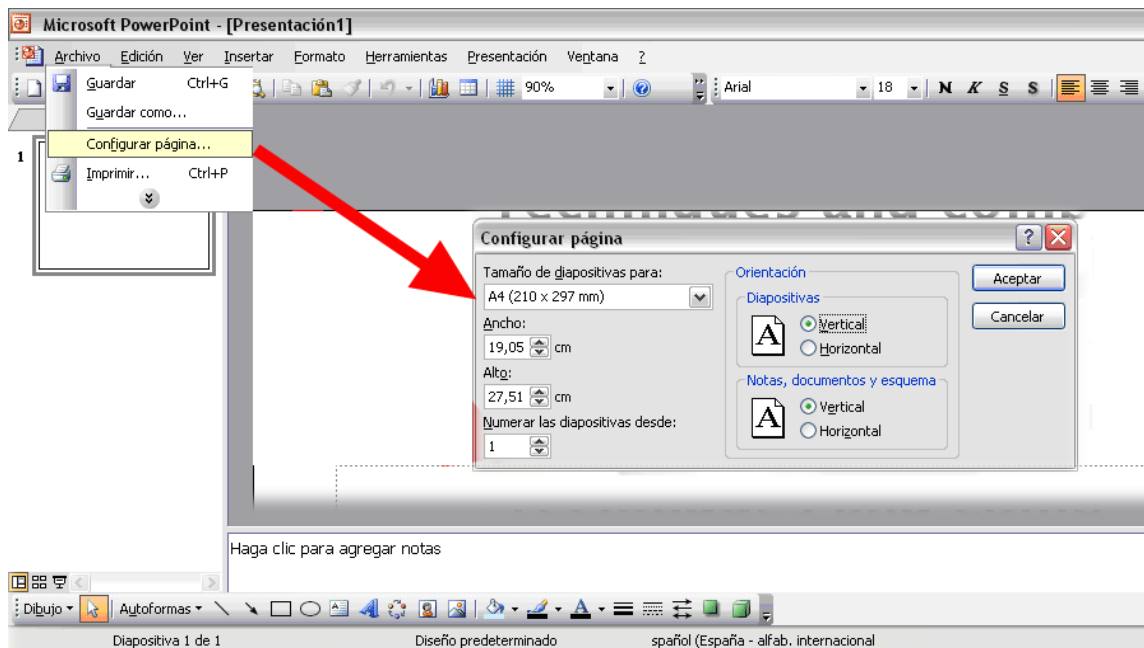 Microsoft PowerPoint - [Presentación1]
Archivo Edición Ver Insertar Formato Herramientas Presentación Ventana ?
Guardar Ctrl+G
90%
Arial
18
N K S S
Guardar como...
Configurar página...
1
Imprimir... Ctrl+P
Techniques and comb
Configurar página
Tamaño de diapositivas para:
A4 (210 x 297 mm)
Ancho:
19,05 cm
Alto:
27,51 cm
Numerar las diapositivas desde:
1
Orientación
Diapositivas
A
Vertical
Horizontal
Notas, documentos y esquema
A
Vertical
Horizontal
Aceptar
Cancelar
Haga clic para agregar notas
Dibujo Autoformas
Diapositiva 1 de 1 Diseño predeterminado spañol (España - alfab. internacional